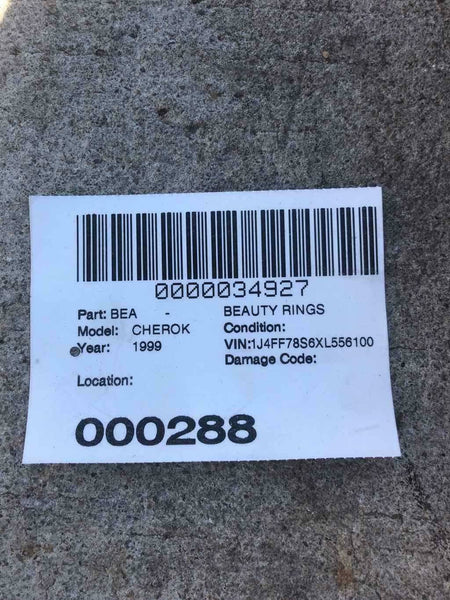 0000034927
Part: BEA - BEAUTY RINGS
Model: CHEROK Condition:
Year: 1999 VIN:1J4FF78S6XL556100
Damage Code:
Location:
000288